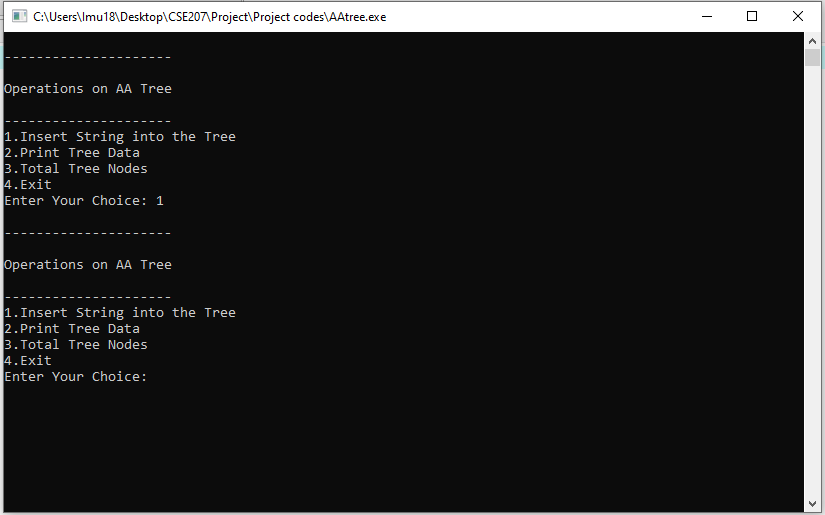 C:\Users\Imu18\Desktop\CSE207\Project\Project codes\AAtree.exe
---------------------
Operations on AA Tree
---------------------
1.Insert String into the Tree
2.Print Tree Data
3.Total Tree Nodes
4.Exit
Enter Your Choice: 1
---------------------
Operations on AA Tree
---------------------
1.Insert String into the Tree
2.Print Tree Data
3.Total Tree Nodes
4.Exit
Enter Your Choice: